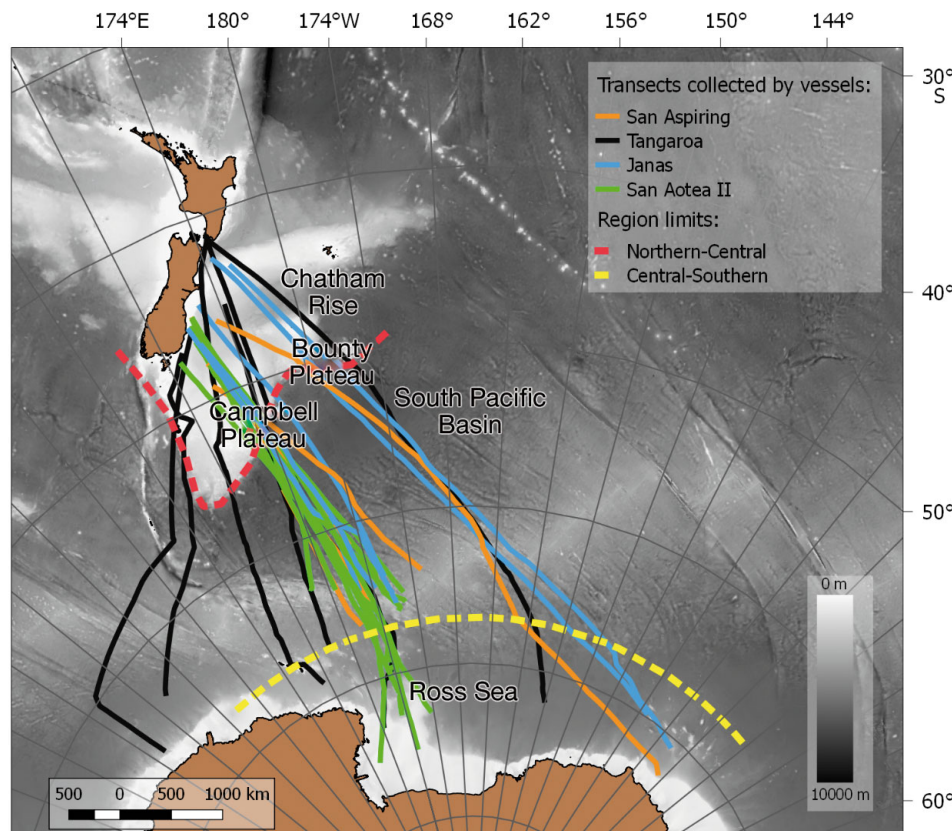 174°E 180° 174°W 168° 162° 156° 150° 144°
30°
S
Transects collected by vessels:
San Aspiring
Tangaroa
Janas
San Aotea II
Region limits:
Northern-Central
Central-Southern
Chatham
Rise
40°
Bounty
Plateau
South Pacific
Basin
Campbell
Plateau
50°
0 m
Ross Sea
500 0 500 1000 km
10000 m
60°